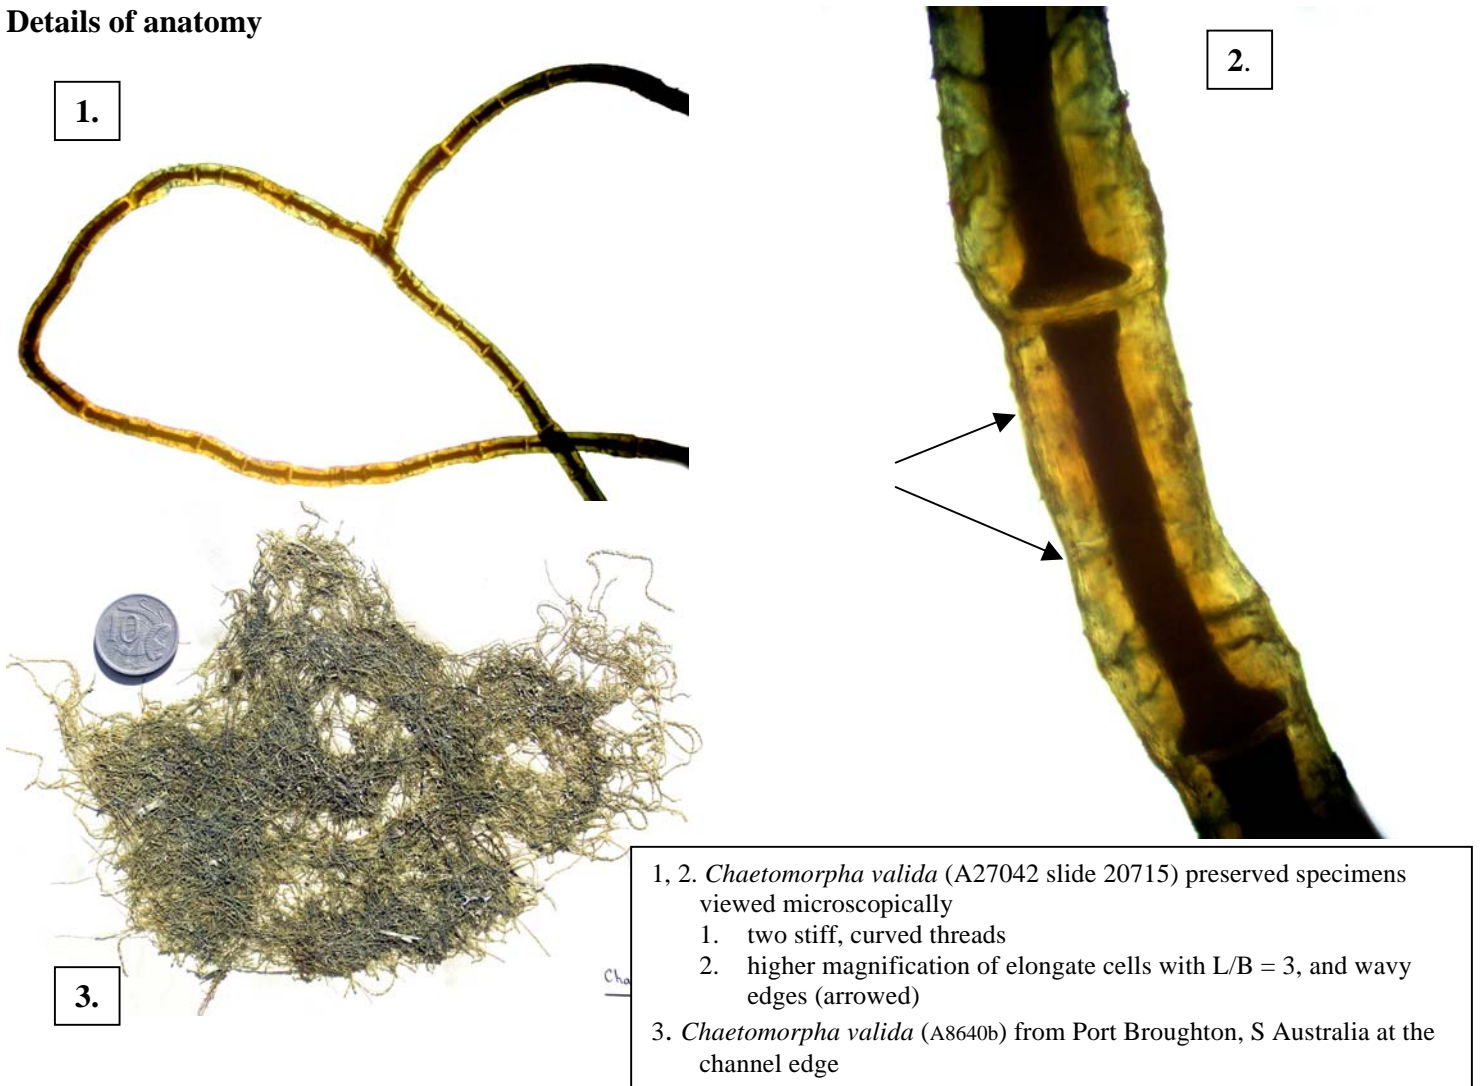 Details of anatomy
1.
2.
10
3.
Cha
1, 2. Chaetomorpha valida (A27042 slide 20715) preserved specimens
viewed microscopically
1. two stiff, curved threads
2. higher magnification of elongate cells with L/B = 3, and wavy
edges (arrowed)
3. Chaetomorpha valida (A8640b) from Port Broughton, S Australia at the
channel edge